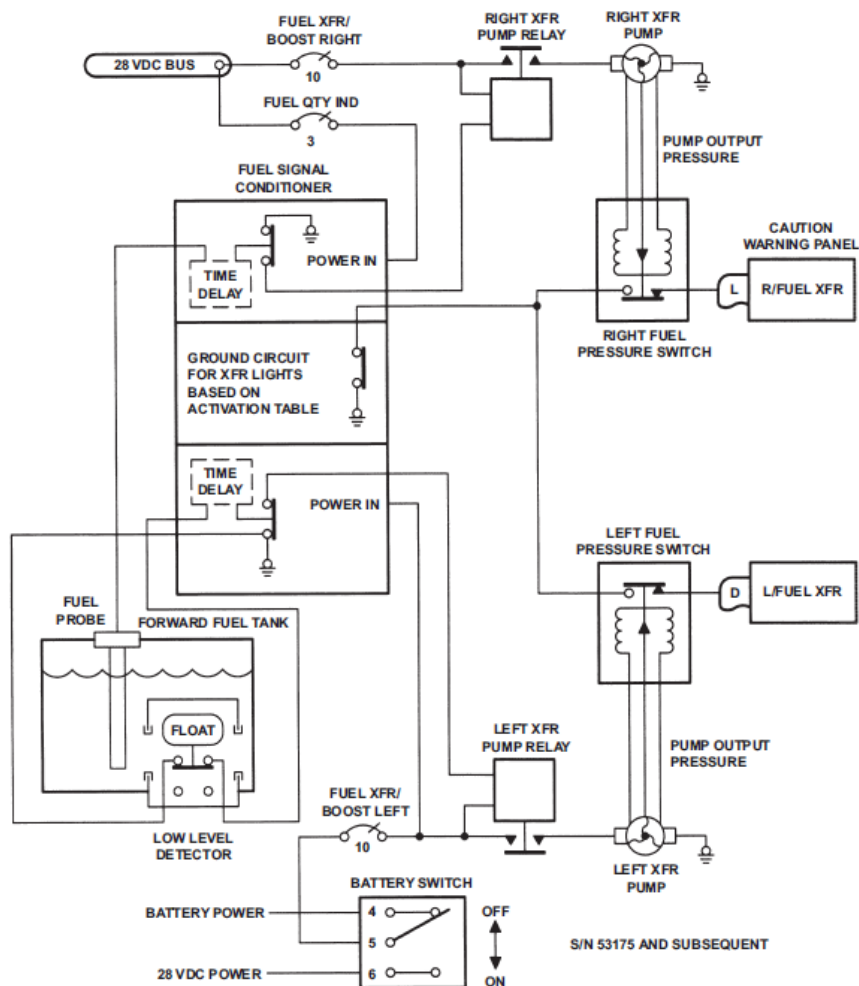 FUEL XFR/
BOOST RIGHT
10
RIGHT XFR
PUMP RELAY
RIGHT XFR
PUMP
28 VDC BUS
FUEL QTY IND
3
PUMP OUTPUT
PRESSURE
FUEL SIGNAL
CONDITIONER
POWER IN
TIME
DELAY
CAUTION
WARNING PANEL
L
R/FUEL XFR
RIGHT FUEL
PRESSURE SWITCH
GROUND CIRCUIT
FOR XFR LIGHTS
BASED ON
ACTIVATION TABLE
TIME
DELAY
POWER IN
LEFT FUEL
PRESSURE SWITCH
D
L/FUEL XFR
FUEL
PROBE
FORWARD FUEL TANK
FLOAT
LOW LEVEL
DETECTOR
LEFT XFR
PUMP RELAY
PUMP OUTPUT
PRESSURE
FUEL XFR/
BOOST LEFT
10
LEFT XFR
PUMP
BATTERY SWITCH
BATTERY POWER
4
OFF
5
28 VDC POWER
6
ON
S/N 53175 AND SUBSEQUENT